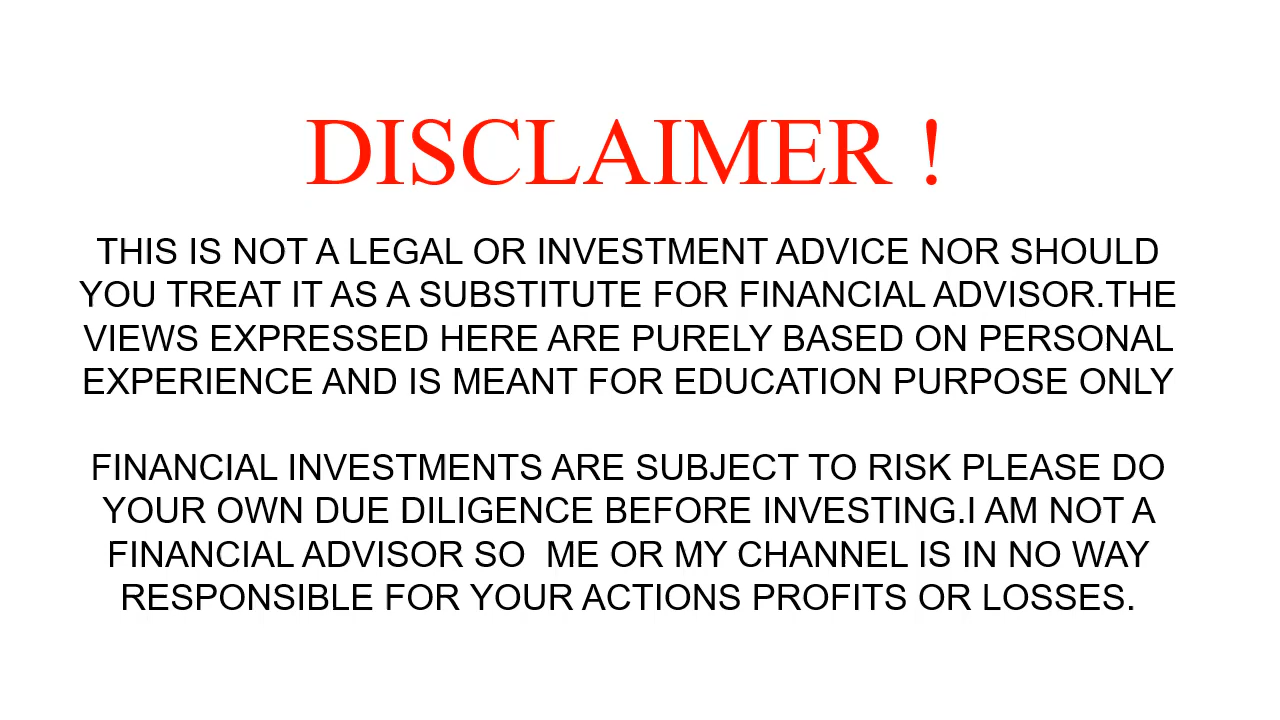 DISCLAIMER !
THIS IS NOT A LEGAL OR INVESTMENT ADVICE NOR SHOULD
YOU TREAT IT AS A SUBSTITUTE FOR FINANCIAL ADVISOR.THE
VIEWS EXPRESSED HERE ARE PURELY BASED ON PERSONAL
EXPERIENCE AND IS MEANT FOR EDUCATION PURPOSE ONLY
FINANCIAL INVESTMENTS ARE SUBJECT TO RISK PLEASE DO
YOUR OWN DUE DILIGENCE BEFORE INVESTING.I AM NOT A
FINANCIAL ADVISOR SO  ME OR MY CHANNEL IS IN NO WAY
RESPONSIBLE FOR YOUR ACTIONS PROFITS OR LOSSES.